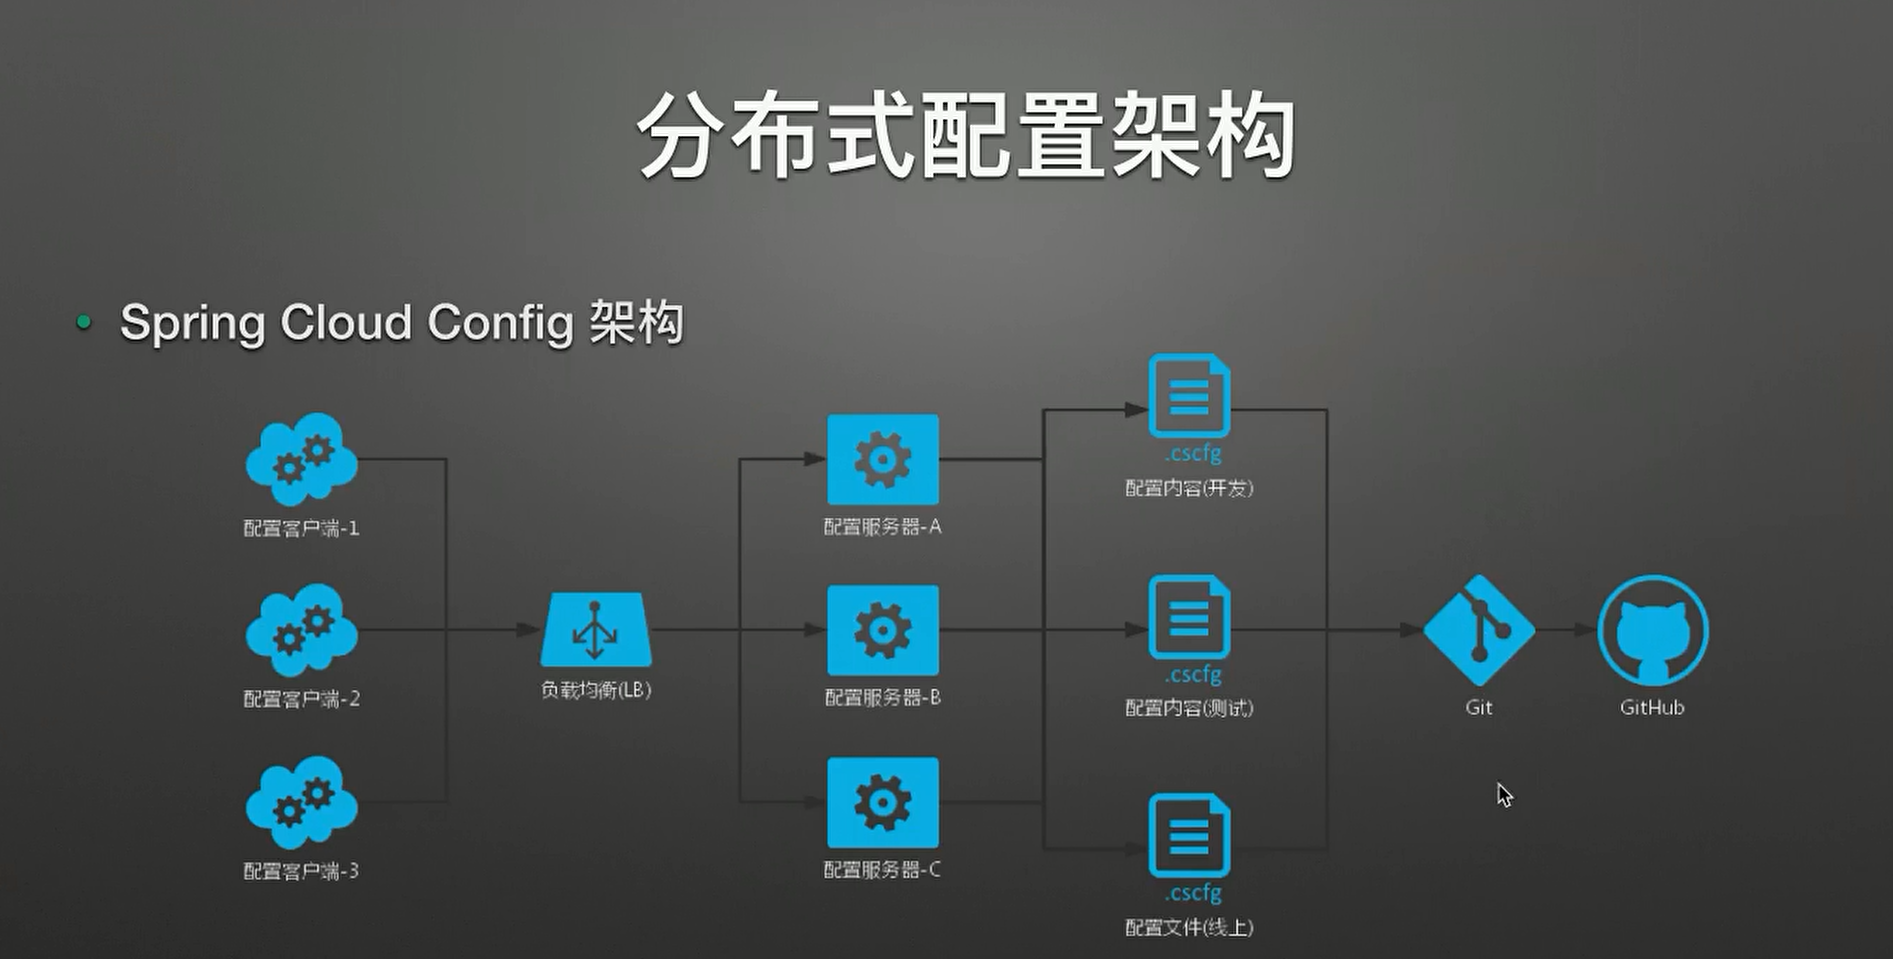 分布式配置架构
Spring Cloud Config 架构
配置客户端-1
配置客户端-2
配置客户端-3
负载均衡(LB)
配置服务器-A
配置服务器-B
配置服务器-C
.cscfg
配置内容(开发)
.cscfg
配置内容(测试)
.cscfg
配置文件(线上)
Git
GitHub